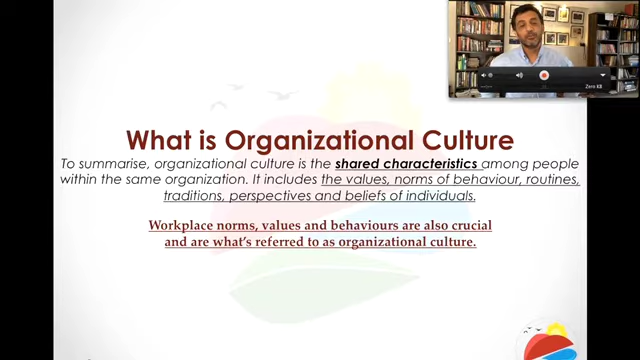 What is Organizational Culture
To summarise, organizational culture is the shared characteristics among people
within the same organization. It includes the values, norms of behaviour, routines,
traditions, perspectives and beliefs of individuals.
Workplace norms, values and behaviours are also crucial
and are what's referred to as organizational culture.